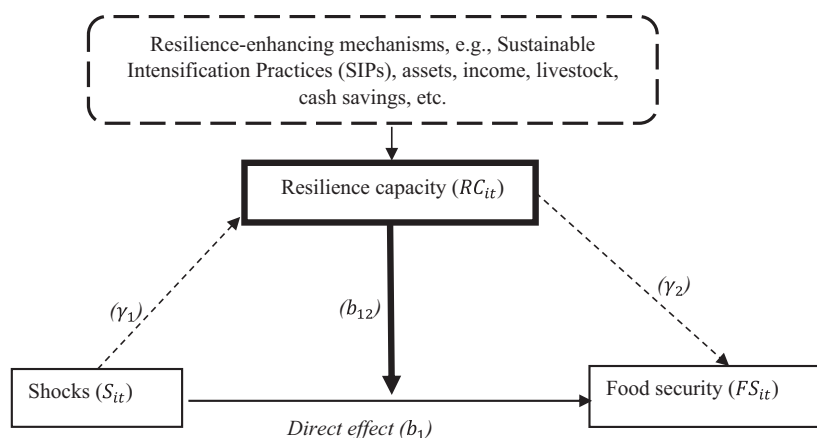 Resilience-enhancing mechanisms, e.g., Sustainable
Intensification Practices (SIPs), assets, income, livestock,
cash savings, etc.
Resilience capacity (RCᵢₜ)
(γ₁)
(b₁₂)
(γ₂)
Shocks (Sᵢₜ)
Food security (FSᵢₜ)
Direct effect (b₁)